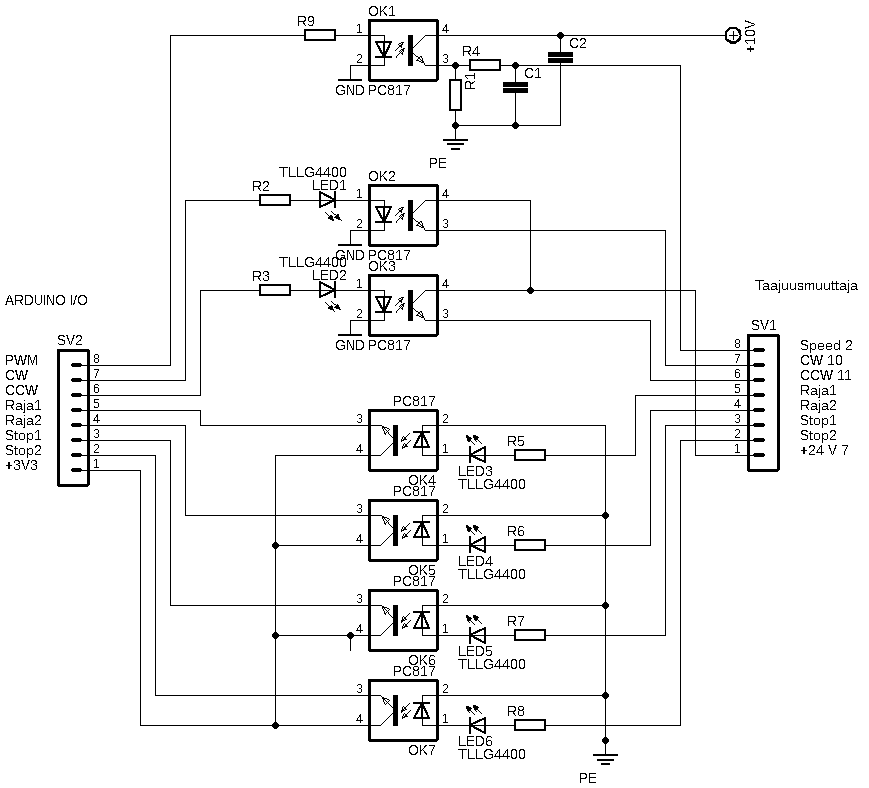 OK1
R9
1
4
2
3
GND PC817
R4
R1
C1
C2
+10V
PE
TLLG4400
LED1
OK2
R2
1
4
2
3
GND PC817
TLLG4400
LED2
OK3
R3
1
4
2
3
GND PC817
ARDUINO I/O
SV2
PWM 8
CW 7
CCW 6
Raja1 5
Raja2 4
Stop1 3
Stop2 2
+3V3 1
Taajuusmuuttaja
SV1
8 Speed 2
7 CW 10
6 CCW 11
5 Raja1
4 Raja2
3 Stop1
2 Stop2
1 +24 V 7
PC817
3
2
4
1
R5
LED3
OK4
TLLG4400
PC817
3
2
4
1
R6
LED4
OK5
TLLG4400
PC817
3
2
4
1
R7
LED5
OK6
TLLG4400
PC817
3
2
4
1
R8
LED6
OK7
TLLG4400
PE